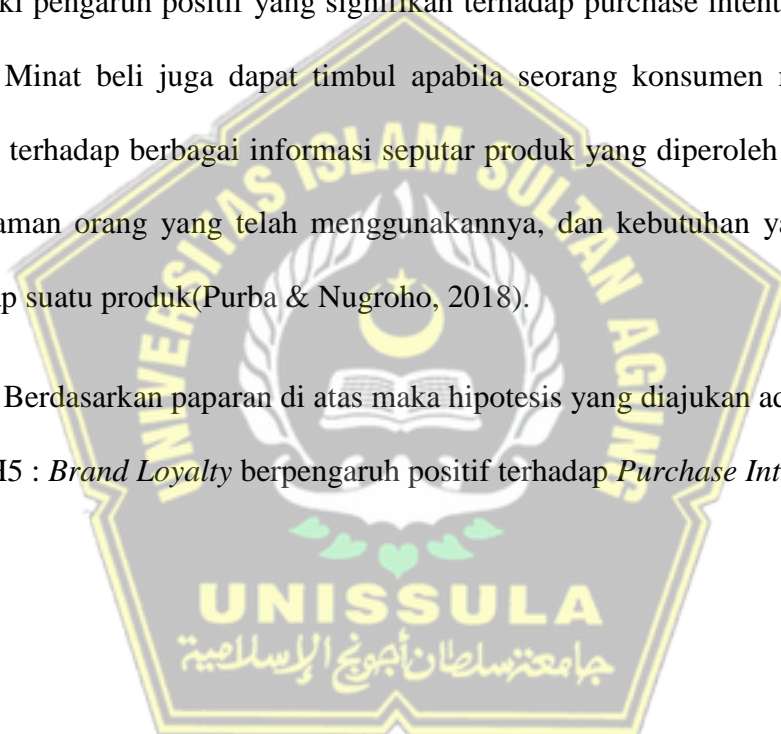 ki pengaruh positif yang signifikan terhadap purchase intent
Minat beli juga dapat timbul apabila seorang konsumen
terhadap berbagai informasi seputar produk yang diperoleh
aman orang yang telah menggunakannya, dan kebutuhan ya
p suatu produk(Purba & Nugroho, 2018).
Berdasarkan paparan di atas maka hipotesis yang diajukan ad
H5 : Brand Loyalty berpengaruh positif terhadap Purchase Int
UNIVERSITAS ISLAM SULTAN AGUNG
UNISSULA
جامعة سلطان أجونج الإسلامية